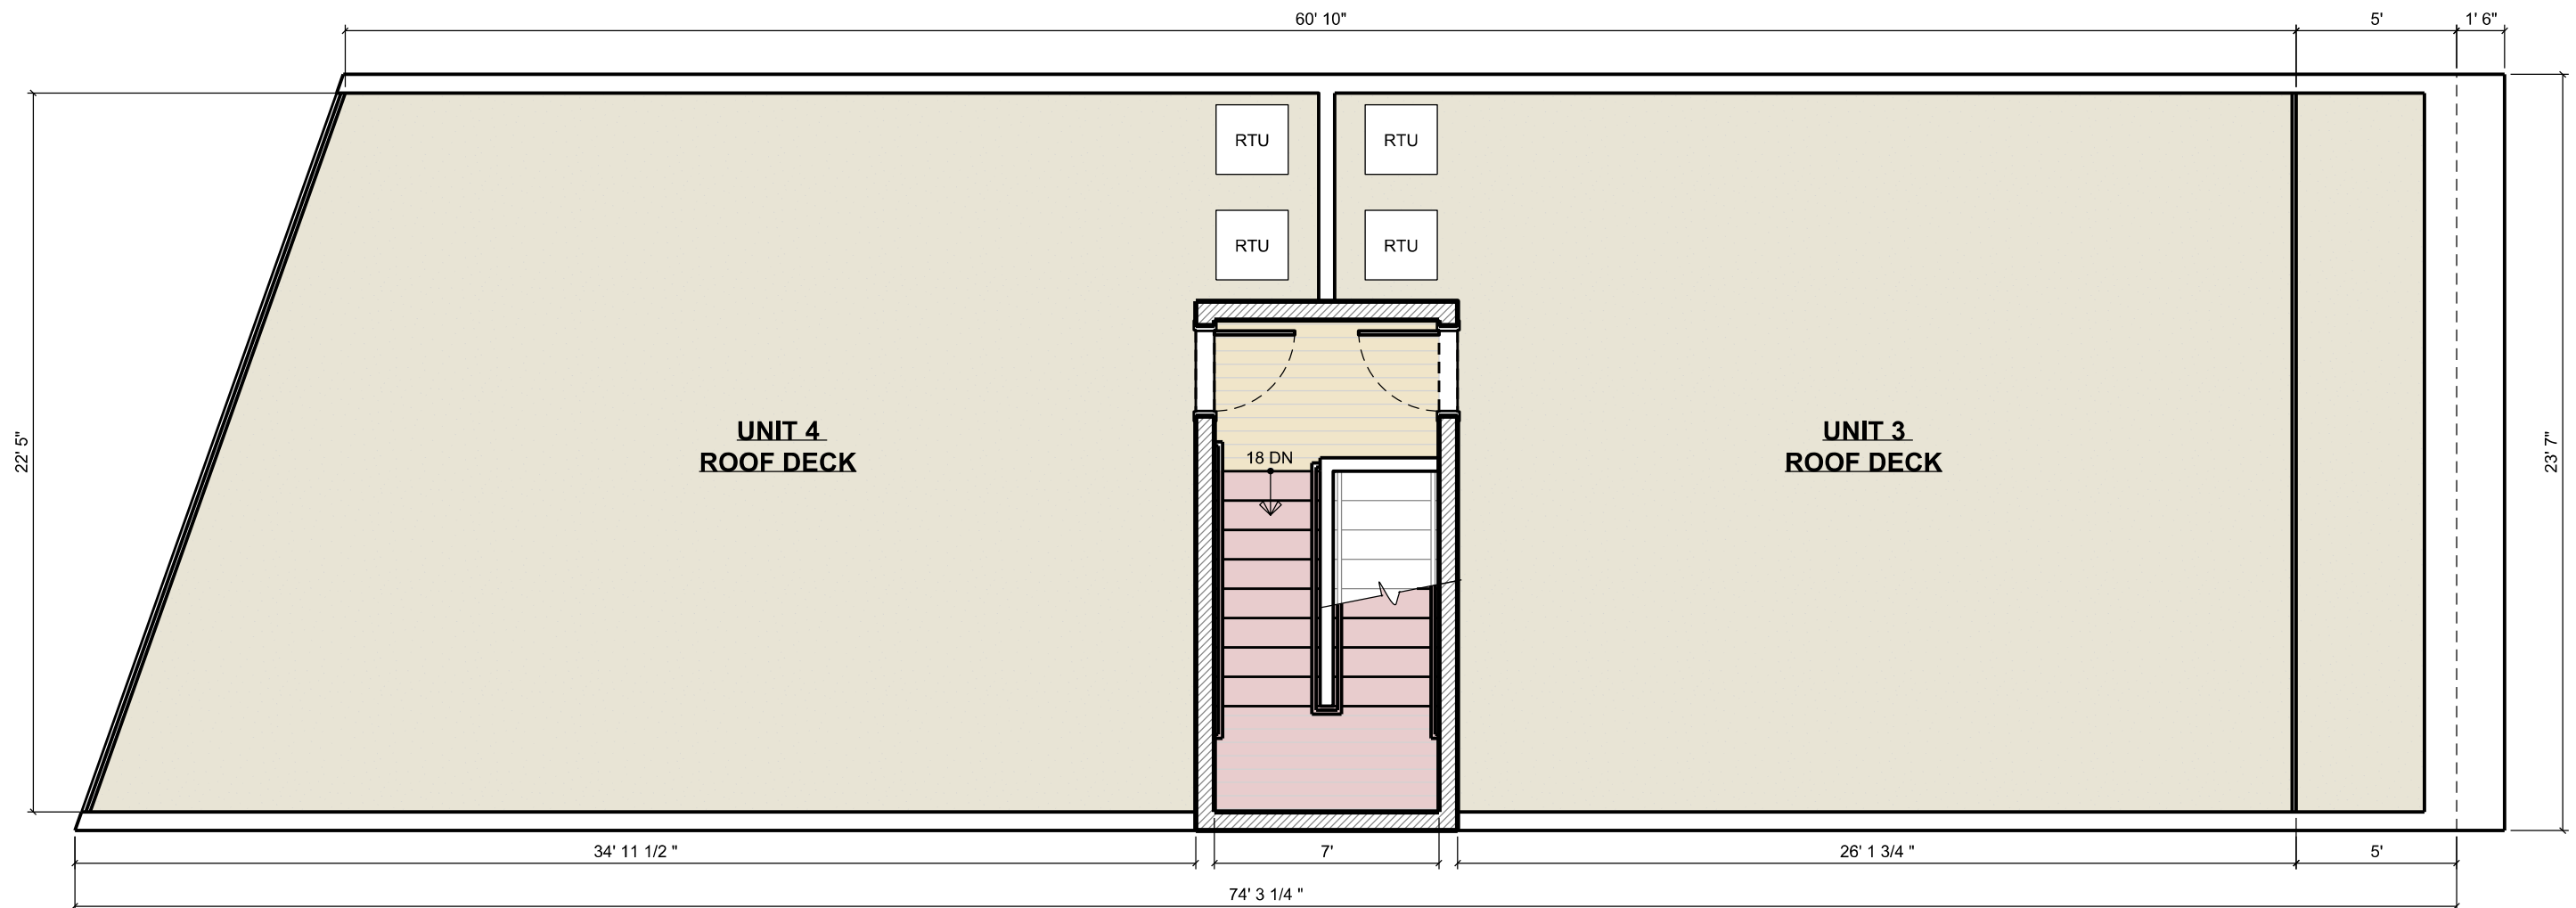 60' 10"
5'
1' 6"
RTU
RTU
RTU
RTU
22' 5"
23' 7"
UNIT 4
ROOF DECK
UNIT 3
ROOF DECK
18 DN
34' 11 1/2 "
7'
26' 1 3/4 "
5'
74' 3 1/4 "